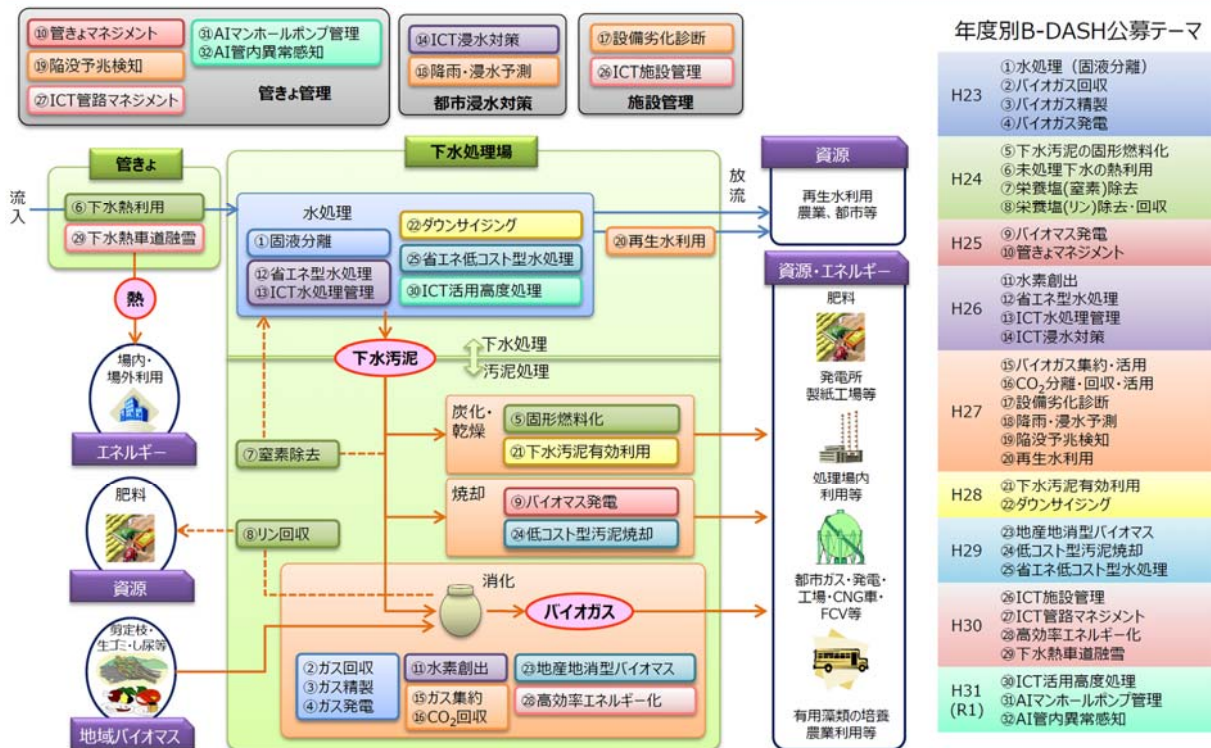 ⑩管きょマネジメント
⑲陥没予兆検知
㉗ICT管路マネジメント
㉛AIマンホールポンプ管理
㉜AI管内異常感知
管きょ管理
⑭ICT浸水対策
⑱降雨・浸水予測
都市浸水対策
⑰設備劣化診断
㉖ICT施設管理
施設管理
管きょ
流入
⑥下水熱利用
㉙下水熱車道融雪
熱
場内・
場外利用
エネルギー
肥料
資源
剪定枝・
生ゴミ・し尿等
地域バイオマス
下水処理場
水処理
①固液分離
⑫省エネ型水処理
⑬ICT水処理管理
㉒ダウンサイジング
㉕省エネ低コスト型水処理
㉚ICT活用高度処理
放流
⑳再生水利用
下水汚泥
下水処理
汚泥処理
⑦窒素除去
⑧リン回収
炭化・
乾燥
⑤固形燃料化
㉑下水汚泥有効利用
焼却
⑨バイオマス発電
㉔低コスト型汚泥焼却
消化
バイオガス
②ガス回収
③ガス精製
④ガス発電
⑪水素創出
⑮ガス集約
⑯CO₂回収
㉓地産地消型バイオマス
㉘高効率エネルギー化
資源
再生水利用
農業、都市等
資源・エネルギー
肥料
発電所
製紙工場等
処理場内
利用等
都市ガス・発電・
工場・CNG車・
FCV等
有用藻類の培養
農業利用等
年度別B-DASH公募テーマ
H23
①水処理（固液分離）
②バイオガス回収
③バイオガス精製
④バイオガス発電
H24
⑤下水汚泥の固形燃料化
⑥未処理下水の熱利用
⑦栄養塩(窒素)除去
⑧栄養塩(リン)除去・回収
H25
⑨バイオマス発電
⑩管きょマネジメント
H26
⑪水素創出
⑫省エネ型水処理
⑬ICT水処理管理
⑭ICT浸水対策
H27
⑮バイオガス集約・活用
⑯CO₂分離・回収・活用
⑰設備劣化診断
⑱降雨・浸水予測
⑲陥没予兆検知
⑳再生水利用
H28
㉑下水汚泥有効利用
㉒ダウンサイジング
H29
㉓地産地消型バイオマス
㉔低コスト型汚泥焼却
㉕省エネ低コスト型水処理
H30
㉖ICT施設管理
㉗ICT管路マネジメント
㉘高効率エネルギー化
㉙下水熱車道融雪
H31
(R1)
㉚ICT活用高度処理
㉛AIマンホールポンプ管理
㉜AI管内異常感知